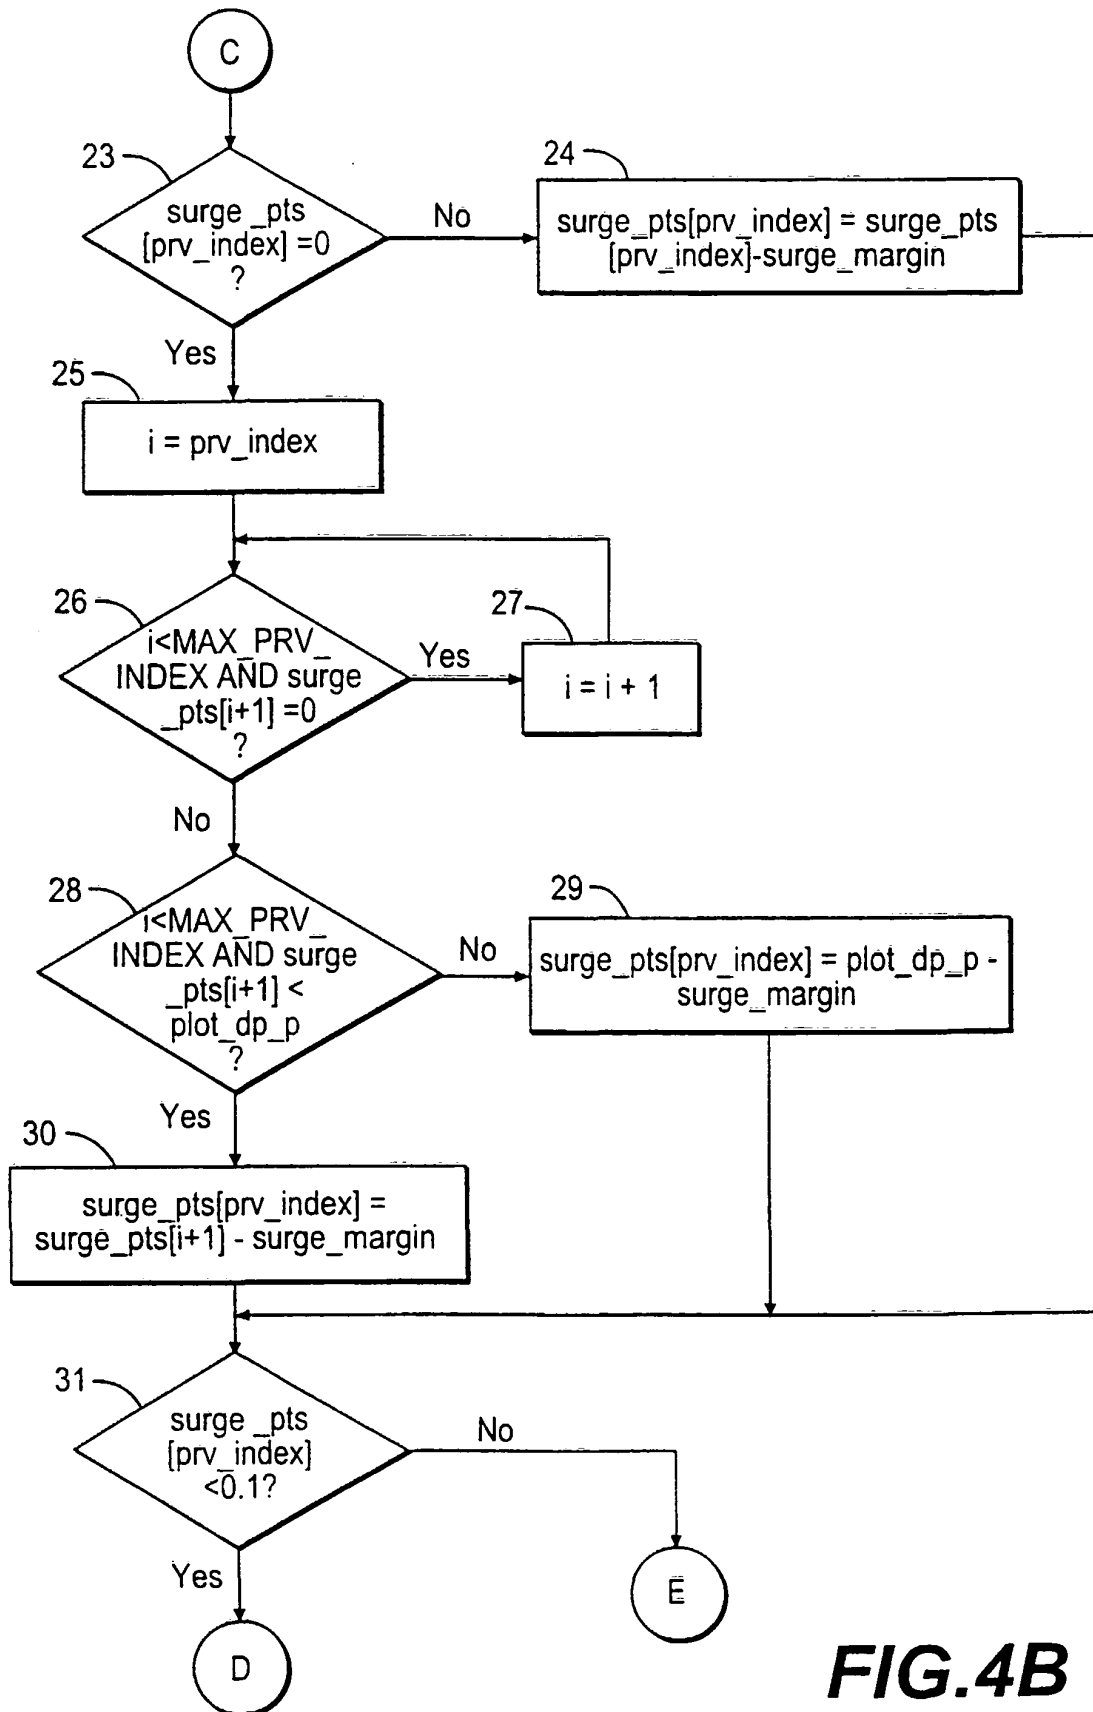 C
23
surge _pts
[prv_index] =0
?
No
24
surge_pts[prv_index] = surge_pts
[prv_index]-surge_margin
Yes
25
i = prv_index
26
i<MAX_PRV_
INDEX AND surge
_pts[i+1] =0
?
Yes
27
i = i + 1
No
28
i<MAX_PRV_
INDEX AND surge
_pts[i+1] <
plot_dp_p
?
No
29
surge_pts[prv_index] = plot_dp_p -
surge_margin
Yes
30
surge_pts[prv_index] =
surge_pts[i+1] - surge_margin
31
surge _pts
[prv_index]
<0.1?
No
Yes
E
D
FIG.4B